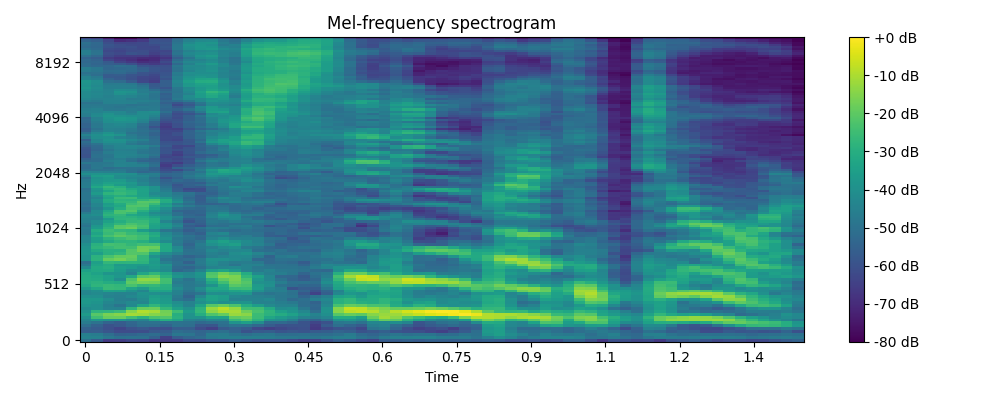 Mel-frequency spectrogram
Hz
8192
4096
2048
1024
512
0
0 0.15 0.3 0.45 0.6 0.75 0.9 1.1 1.2 1.4
Time
+0 dB
-10 dB
-20 dB
-30 dB
-40 dB
-50 dB
-60 dB
-70 dB
-80 dB